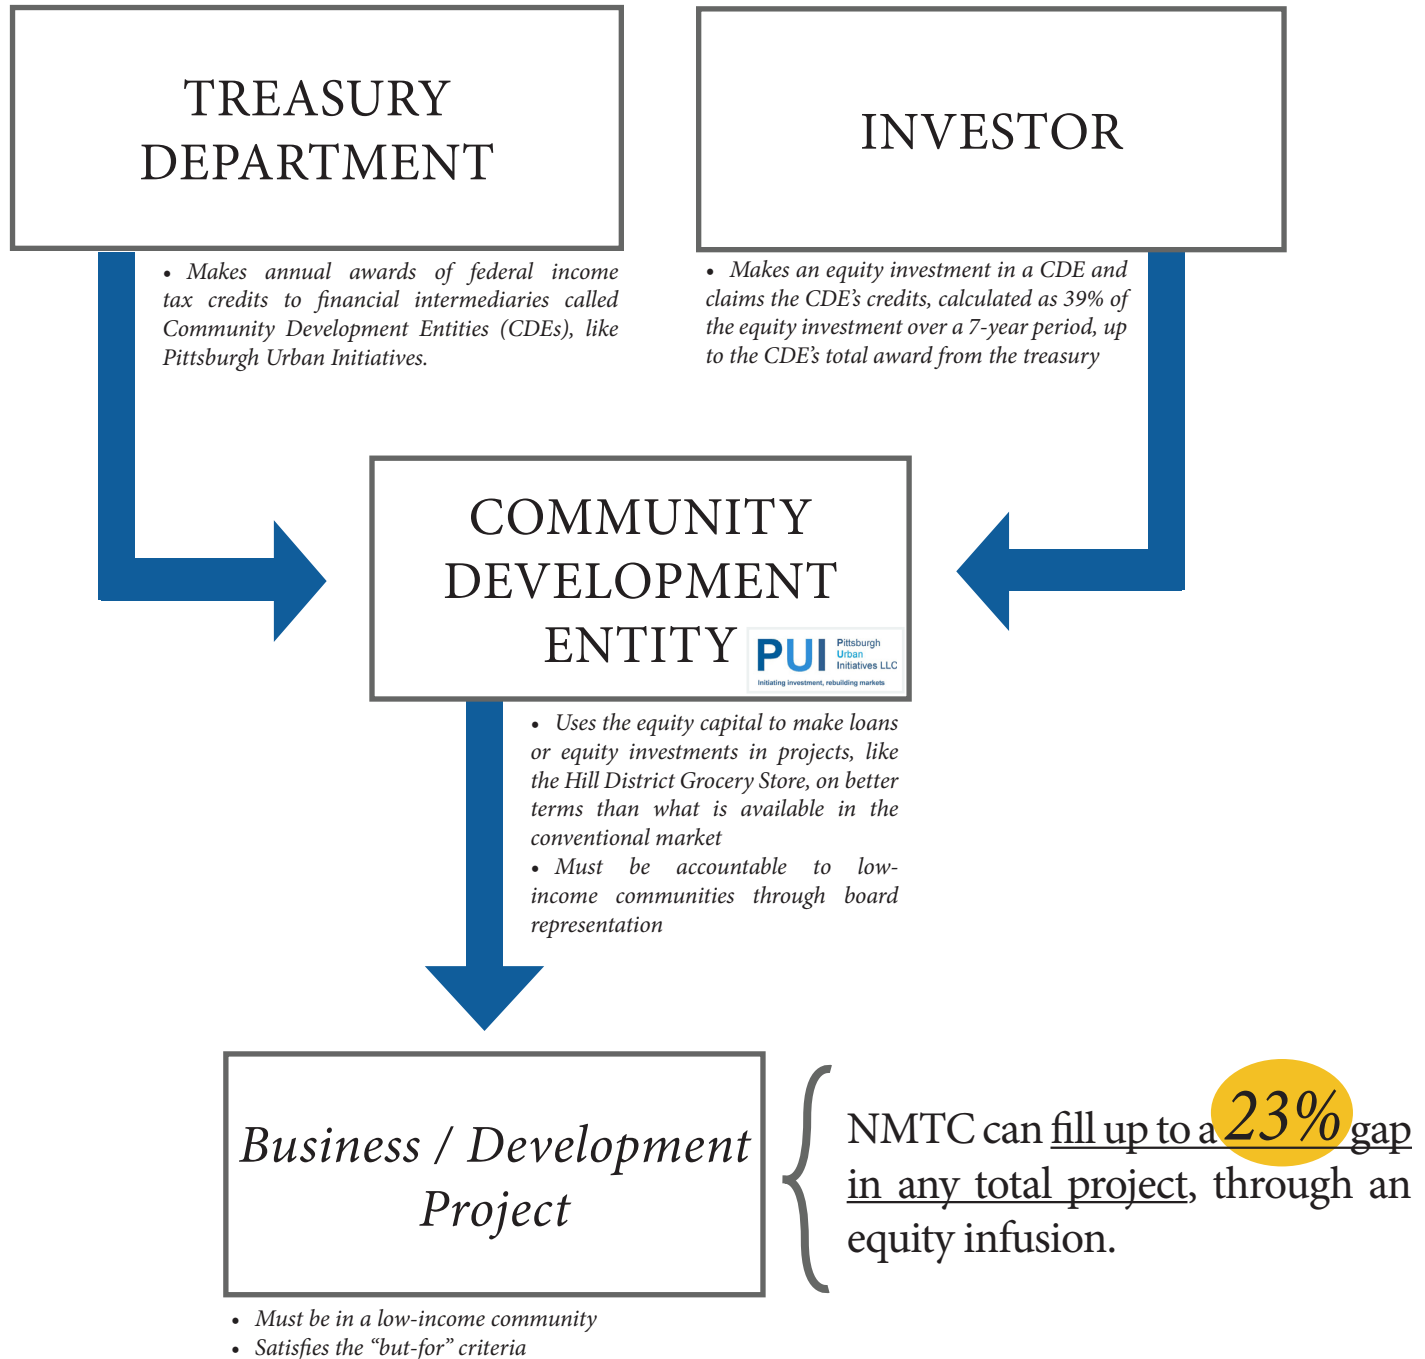 TREASURY
DEPARTMENT
INVESTOR
• Makes annual awards of federal income
tax credits to financial intermediaries called
Community Development Entities (CDEs), like
Pittsburgh Urban Initiatives.
• Makes an equity investment in a CDE and
claims the CDE’s credits, calculated as 39% of
the equity investment over a 7-year period, up
to the CDE’s total award from the treasury
COMMUNITY
DEVELOPMENT
ENTITY
PUI
Pittsburgh
Urban
Initiatives LLC
Initiating investment, rebuilding markets
• Uses the equity capital to make loans
or equity investments in projects, like
the Hill District Grocery Store, on better
terms than what is available in the
conventional market
• Must be accountable to low-
income communities through board
representation
Business / Development
Project
NMTC can fill up to a 23% gap
in any total project, through an
equity infusion.
• Must be in a low-income community
• Satisfies the “but-for” criteria